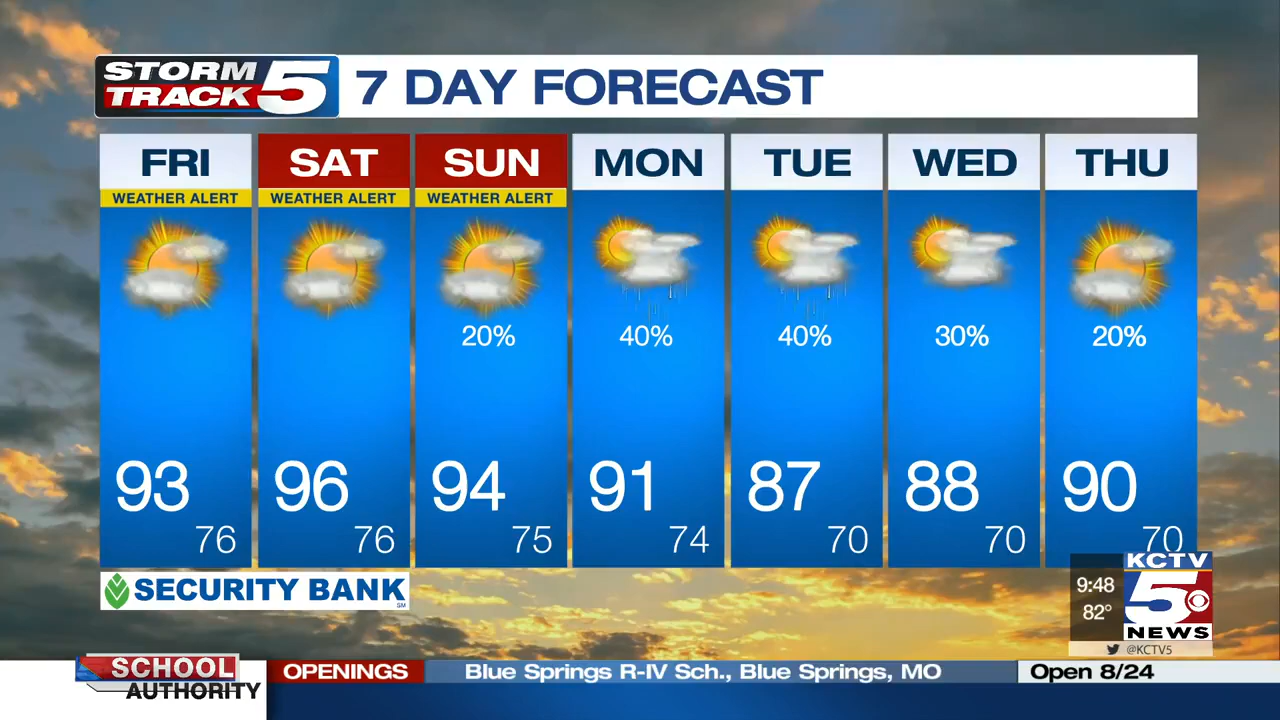 STORM TRACK 5
7 DAY FORECAST
FRI SAT SUN MON TUE WED THU
WEATHER ALERT WEATHER ALERT WEATHER ALERT
20% 40% 40% 30% 20%
93 96 94 91 87 88 90
76 76 75 74 70 70 70
SECURITY BANK SM
KCTV
9:48
5
82°
NEWS
@KCTV5
SCHOOL
AUTHORITY
OPENINGS Blue Springs R-IV Sch., Blue Springs, MO Open 8/24